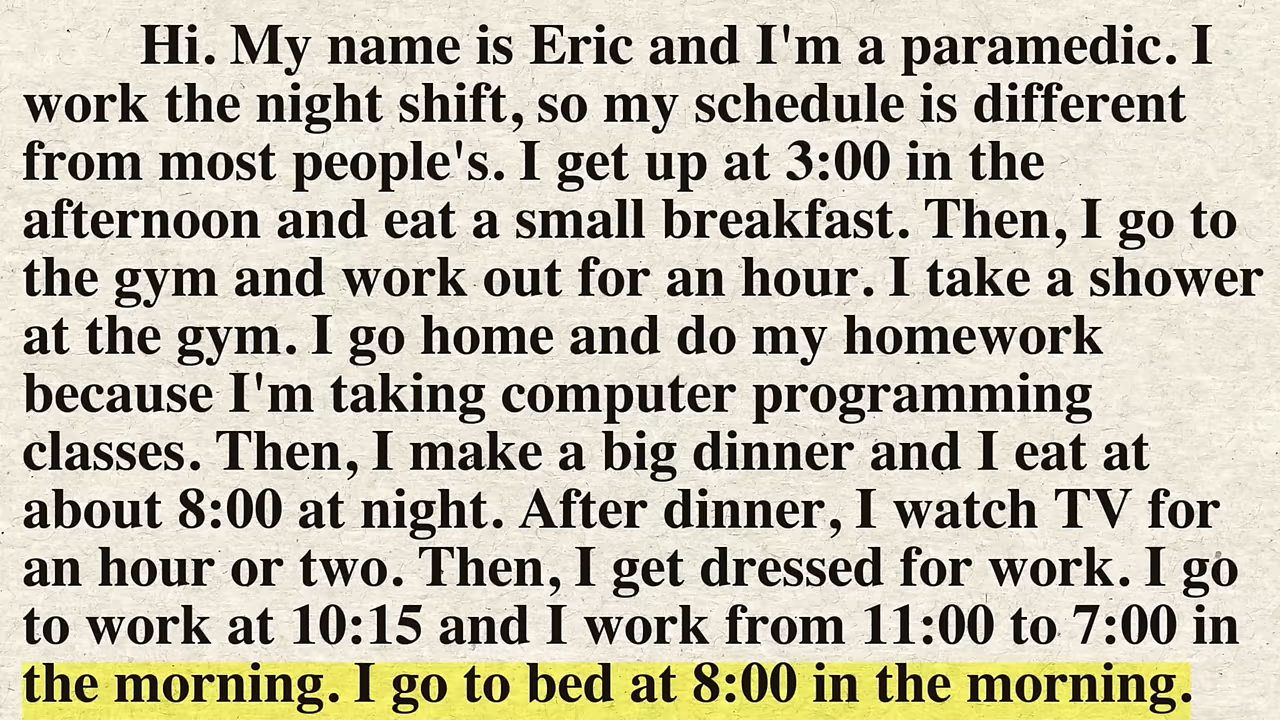 Hi. My name is Eric and I'm a paramedic. I
work the night shift, so my schedule is different
from most people's. I get up at 3:00 in the
afternoon and eat a small breakfast. Then, I go to
the gym and work out for an hour. I take a shower
at the gym. I go home and do my homework
because I'm taking computer programming
classes. Then, I make a big dinner and I eat at
about 8:00 at night. After dinner, I watch TV for
an hour or two. Then, I get dressed for work. I go
to work at 10:15 and I work from 11:00 to 7:00 in
the morning. I go to bed at 8:00 in the morning.